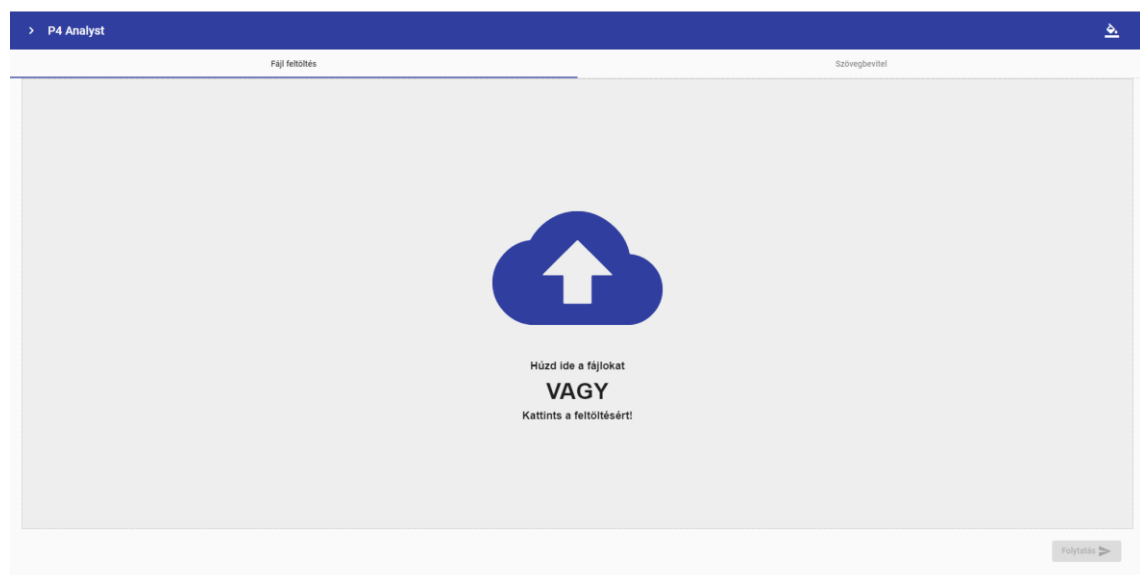 P4 Analyst
Fájl feltöltés
Szövegbevitel
Húzd ide a fájlokat
VAGY
Kattints a feltöltésért!
Folytatás